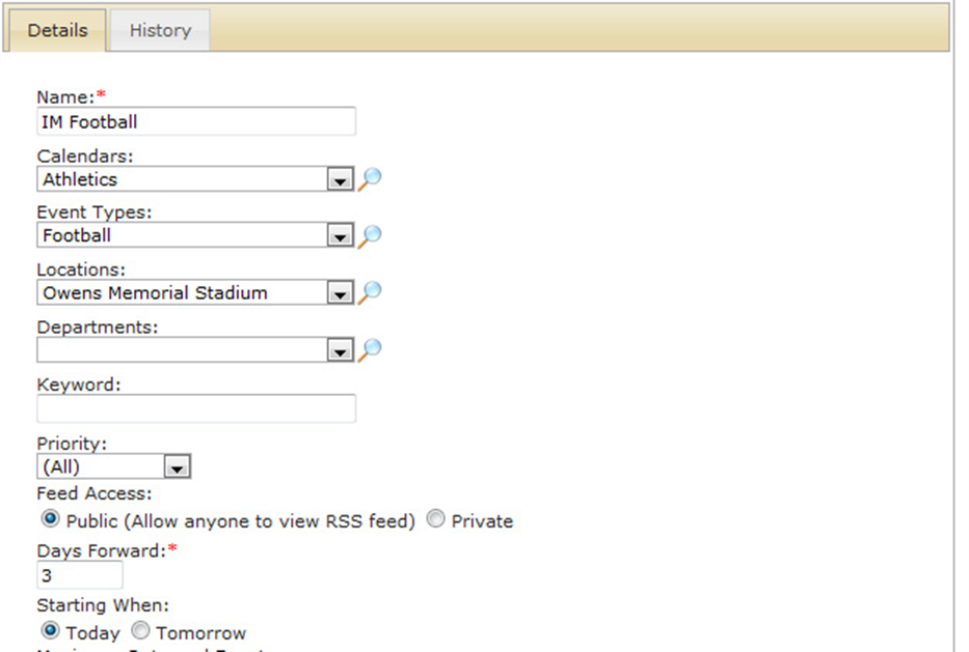 Details History
Name:*
IM Football
Calendars:
Athletics
Event Types:
Football
Locations:
Owens Memorial Stadium
Departments:
Keyword:
Priority:
(All)
Feed Access:
Public (Allow anyone to view RSS feed) Private
Days Forward:*
3
Starting When:
Today Tomorrow